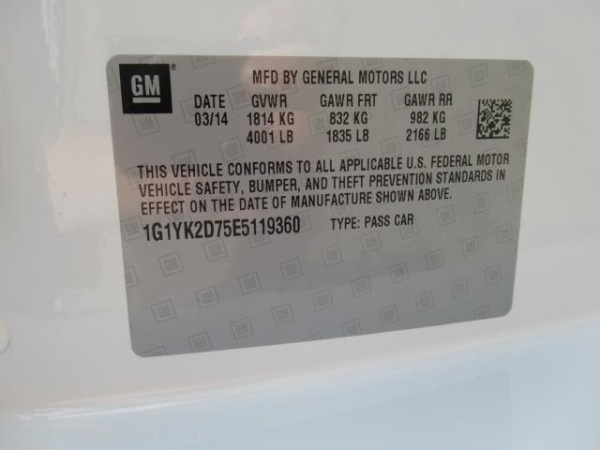 GM
MFD BY GENERAL MOTORS LLC
DATE GVWR GAWR FRT GAWR RR
03/14 1814 KG 832 KG 982 KG
4001 LB 1835 LB 2166 LB
THIS VEHICLE CONFORMS TO ALL APPLICABLE U.S. FEDERAL MOTOR
VEHICLE SAFETY, BUMPER, AND THEFT PREVENTION STANDARDS IN
EFFECT ON THE DATE OF MANUFACTURE SHOWN ABOVE.
1G1YK2D75E5119360 TYPE: PASS CAR